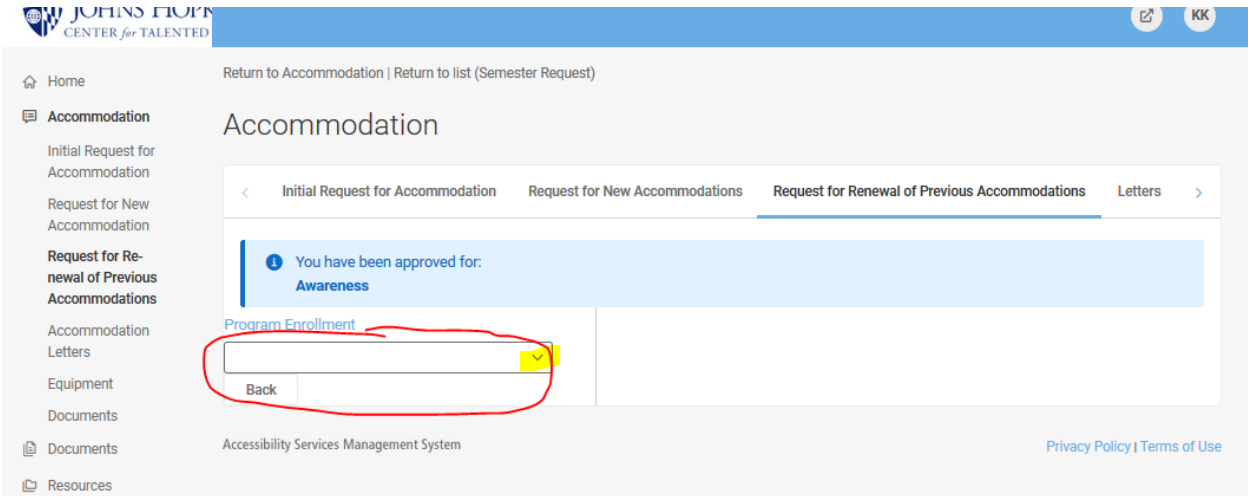 JOHNS HOPK
CENTER for TALENTED
KK
Home
Accommodation
Initial Request for
Accommodation
Request for New
Accommodation
Request for Re-
newal of Previous
Accommodations
Accommodation
Letters
Equipment
Documents
Documents
Resources
Return to Accommodation | Return to list (Semester Request)
Accommodation
Initial Request for Accommodation Request for New Accommodations Request for Renewal of Previous Accommodations Letters
You have been approved for:
Awareness
Program Enrollment
Back
Accessibility Services Management System
Privacy Policy | Terms of Use